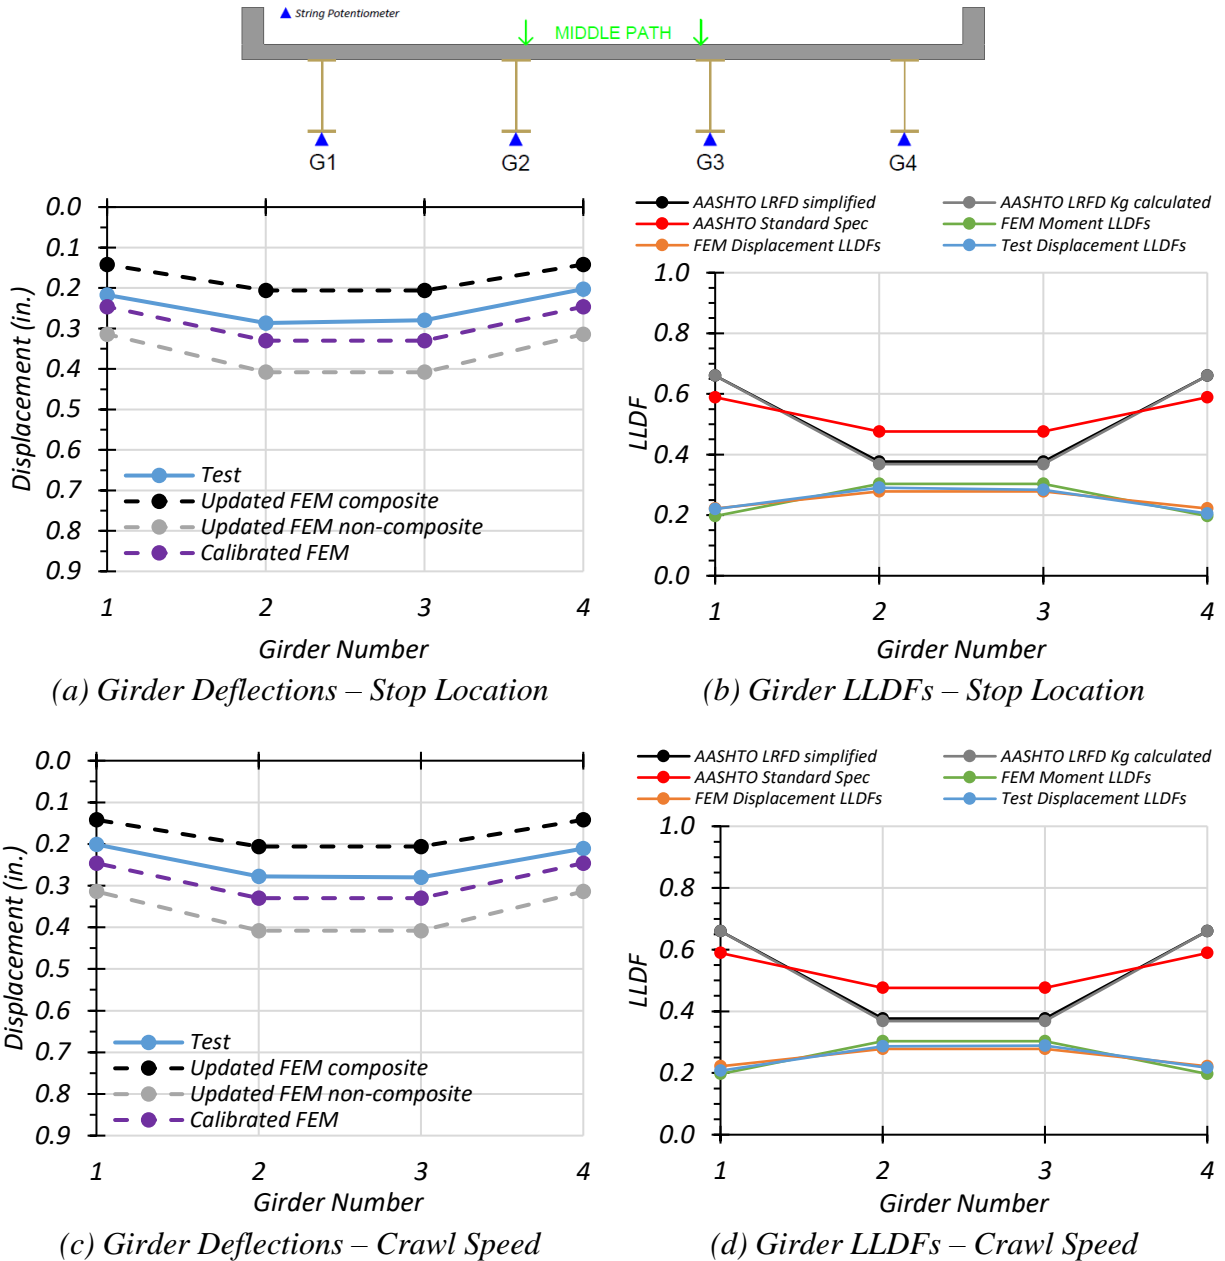 String Potentiometer
MIDDLE PATH
G1
G2
G3
G4
0.0
0.1
0.2
0.3
0.4
0.5
0.6
0.7
0.8
0.9
Displacement (in.)
Test
Updated FEM composite
Updated FEM non-composite
Calibrated FEM
1 2 3 4
Girder Number
(a) Girder Deflections – Stop Location
AASHTO LRFD simplified
AASHTO LRFD Kg calculated
AASHTO Standard Spec
FEM Moment LLDFs
FEM Displacement LLDFs
Test Displacement LLDFs
1.0
0.8
0.6
0.4
0.2
0.0
LLDF
1 2 3 4
Girder Number
(b) Girder LLDFs – Stop Location
0.0
0.1
0.2
0.3
0.4
0.5
0.6
0.7
0.8
0.9
Displacement (in.)
Test
Updated FEM composite
Updated FEM non-composite
Calibrated FEM
1 2 3 4
Girder Number
(c) Girder Deflections – Crawl Speed
AASHTO LRFD simplified
AASHTO LRFD Kg calculated
AASHTO Standard Spec
FEM Moment LLDFs
FEM Displacement LLDFs
Test Displacement LLDFs
1.0
0.8
0.6
0.4
0.2
0.0
LLDF
1 2 3 4
Girder Number
(d) Girder LLDFs – Crawl Speed